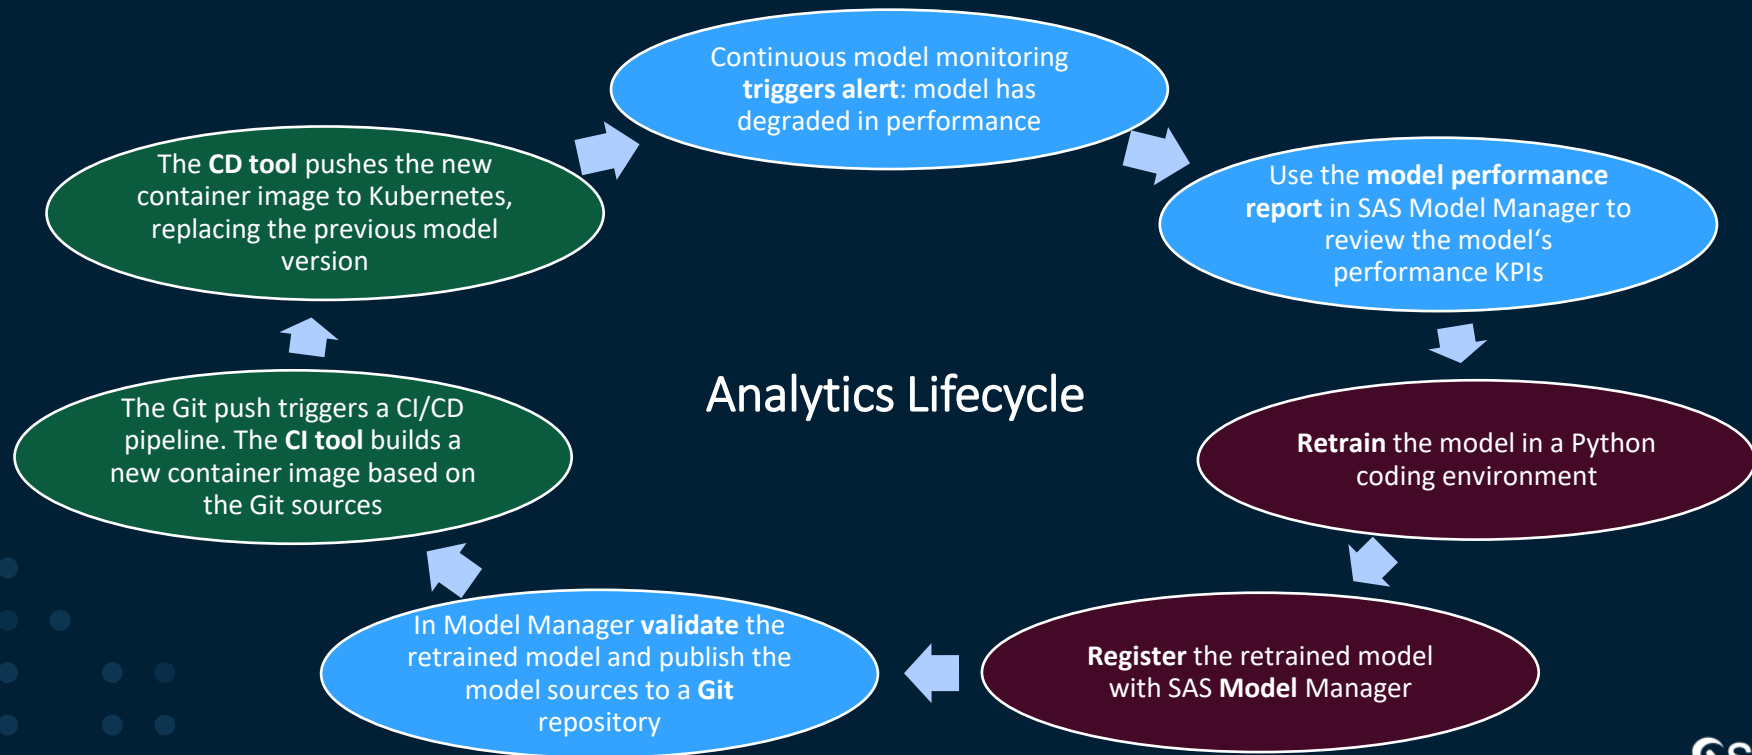 Continuous model monitoring
triggers alert: model has
degraded in performance
Use the model performance
report in SAS Model Manager to
review the model‘s
performance KPIs
Retrain the model in a Python
coding environment
Register the retrained model
with SAS Model Manager
In Model Manager validate the
retrained model and publish the
model sources to a Git
repository
The Git push triggers a CI/CD
pipeline. The CI tool builds a
new container image based on
the Git sources
The CD tool pushes the new
container image to Kubernetes,
replacing the previous model
version
Analytics Lifecycle